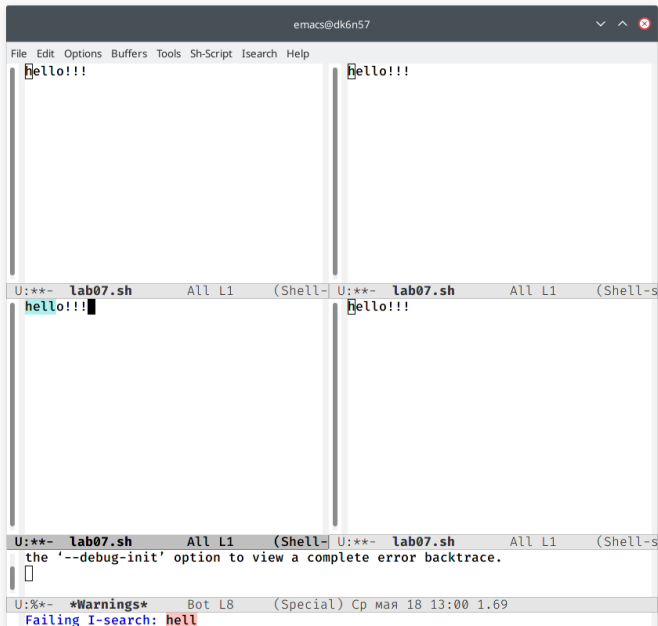 emacs@dk6n57
File Edit Options Buffers Tools Sh-Script Isearch Help
hello!!! hello!!!
U:**- lab07.sh All L1 (Shell- U:**- lab07.sh All L1 (Shell-s
hello!!! hello!!!
U:**- lab07.sh All L1 (Shell- U:**- lab07.sh All L1 (Shell-s
the ‘--debug-init’ option to view a complete error backtrace.
U:%*- *Warnings* Bot L8 (Special) Ср мая 18 13:00 1.69
Failing I-search: hell